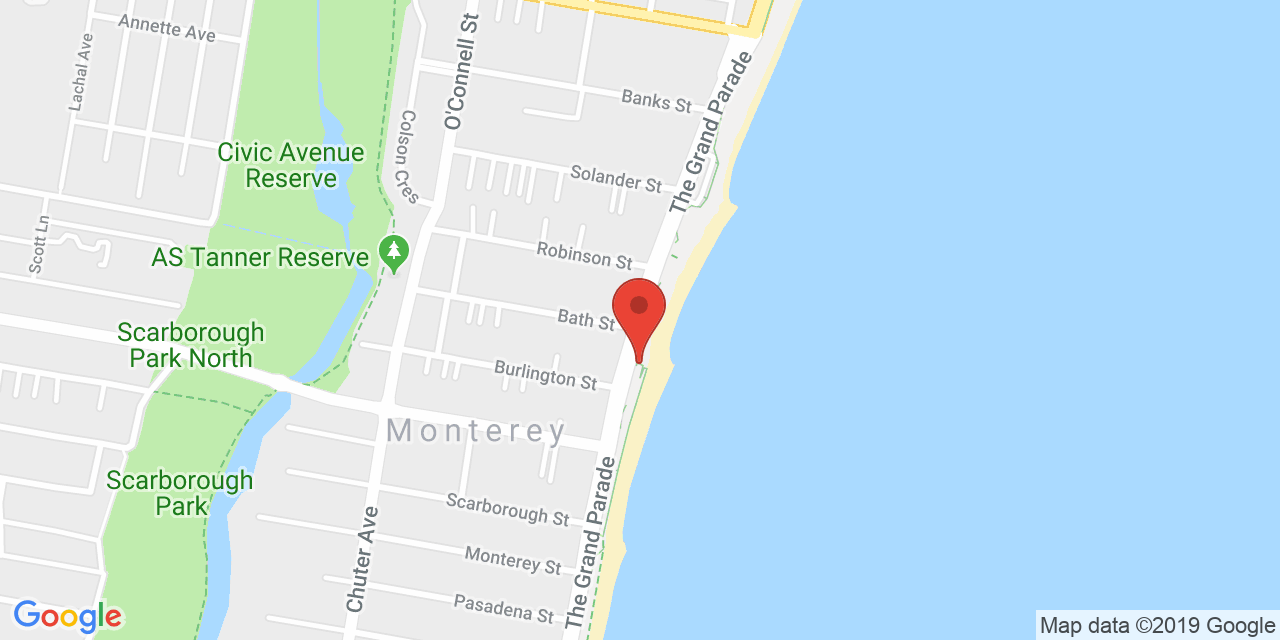 Annette Ave
Lachal Ave
O'Connell St
Banks St
The Grand Parade
Colson Cres
Civic Avenue
Reserve
Solander St
Scott Ln
AS Tanner Reserve
Robinson St
Bath St
Scarborough
Park North
Burlington St
Monterey
Scarborough
Park
Scarborough St
The Grand Parade
Chuter Ave
Monterey St
Pasadena St
Google
Map data ©2019 Google